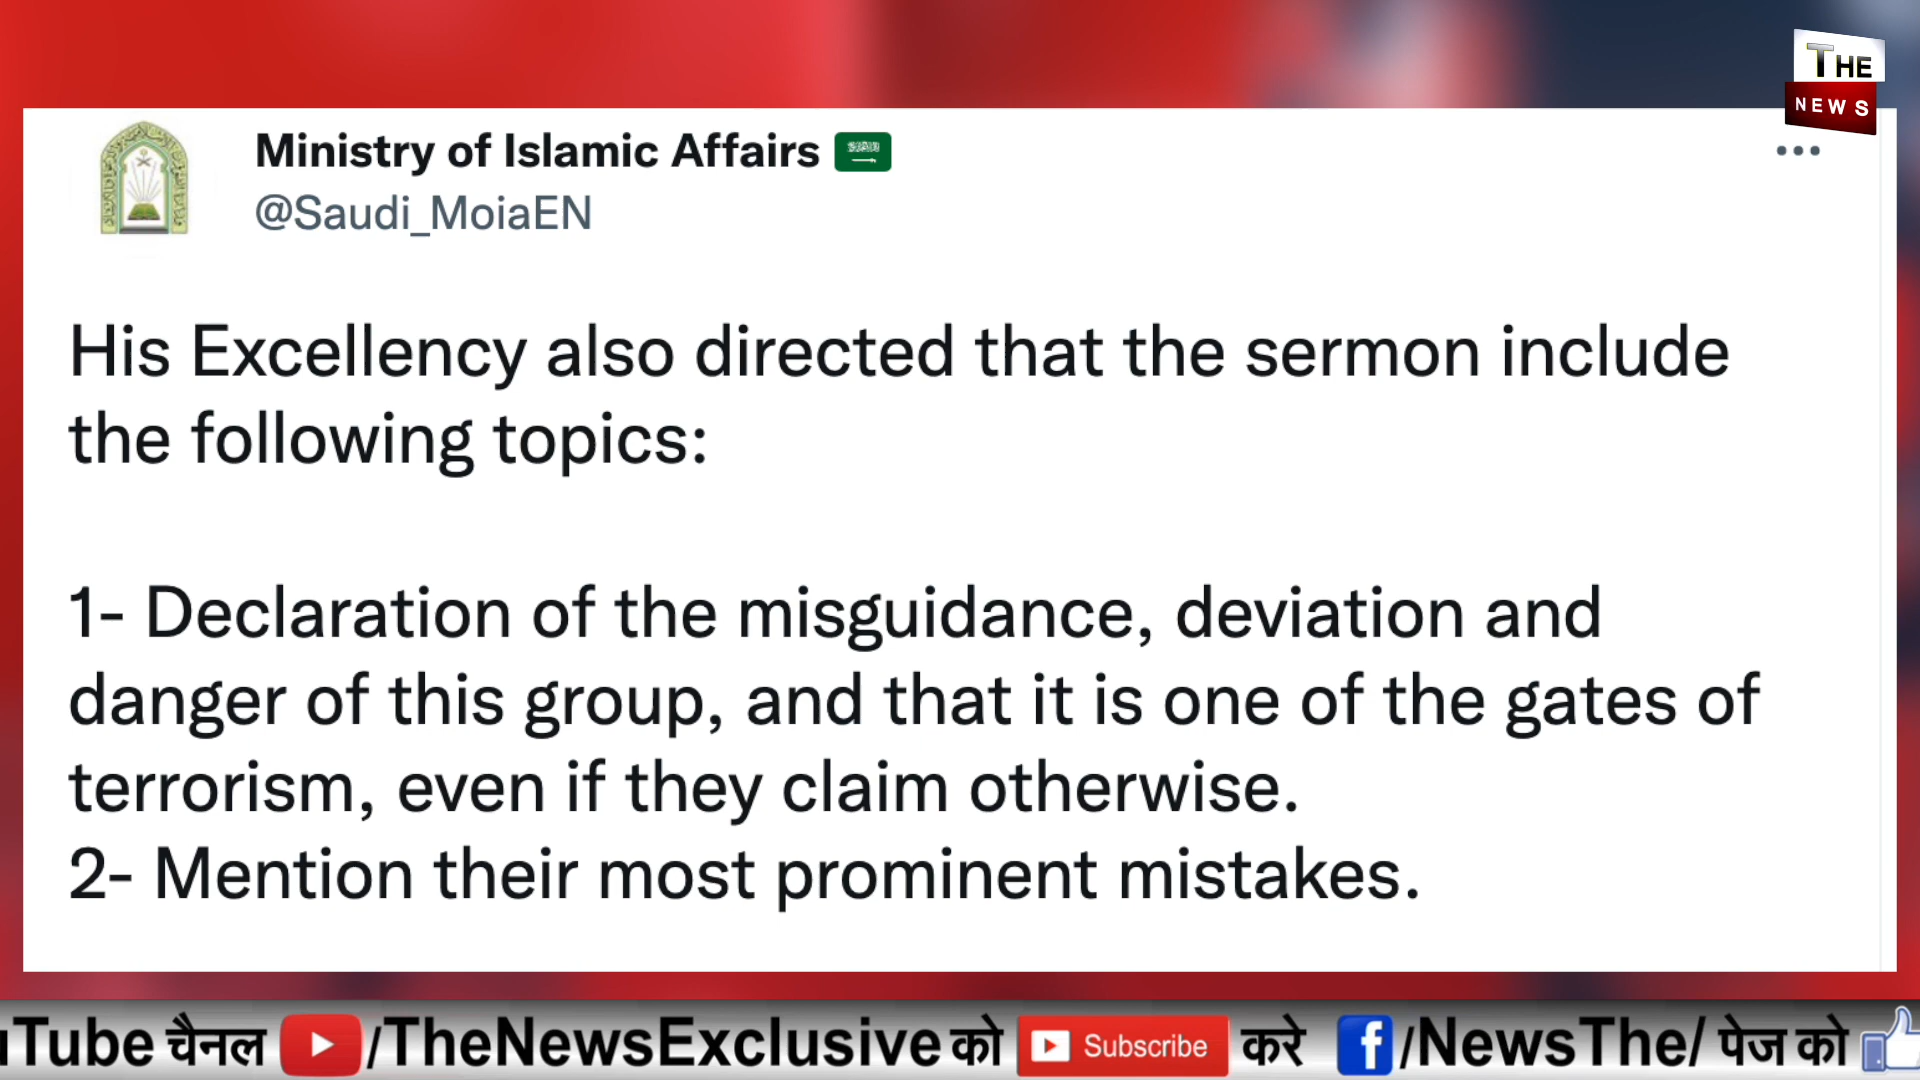 THE
NEWS
Ministry of Islamic Affairs
@Saudi_MoiaEN
His Excellency also directed that the sermon include
the following topics:
1- Declaration of the misguidance, deviation and
danger of this group, and that it is one of the gates of
terrorism, even if they claim otherwise.
2- Mention their most prominent mistakes.
uTube चैनल /TheNewsExclusive को Subscribe करे f/NewsThe/ पेज को